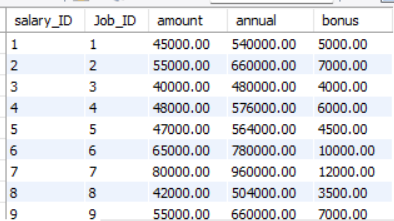 salary_ID Job_ID amount annual bonus
1 1 45000.00 540000.00 5000.00
2 2 55000.00 660000.00 7000.00
3 3 40000.00 480000.00 4000.00
4 4 48000.00 576000.00 6000.00
5 5 47000.00 564000.00 4500.00
6 6 65000.00 780000.00 10000.00
7 7 80000.00 960000.00 12000.00
8 8 42000.00 504000.00 3500.00
9 9 55000.00 660000.00 7000.00